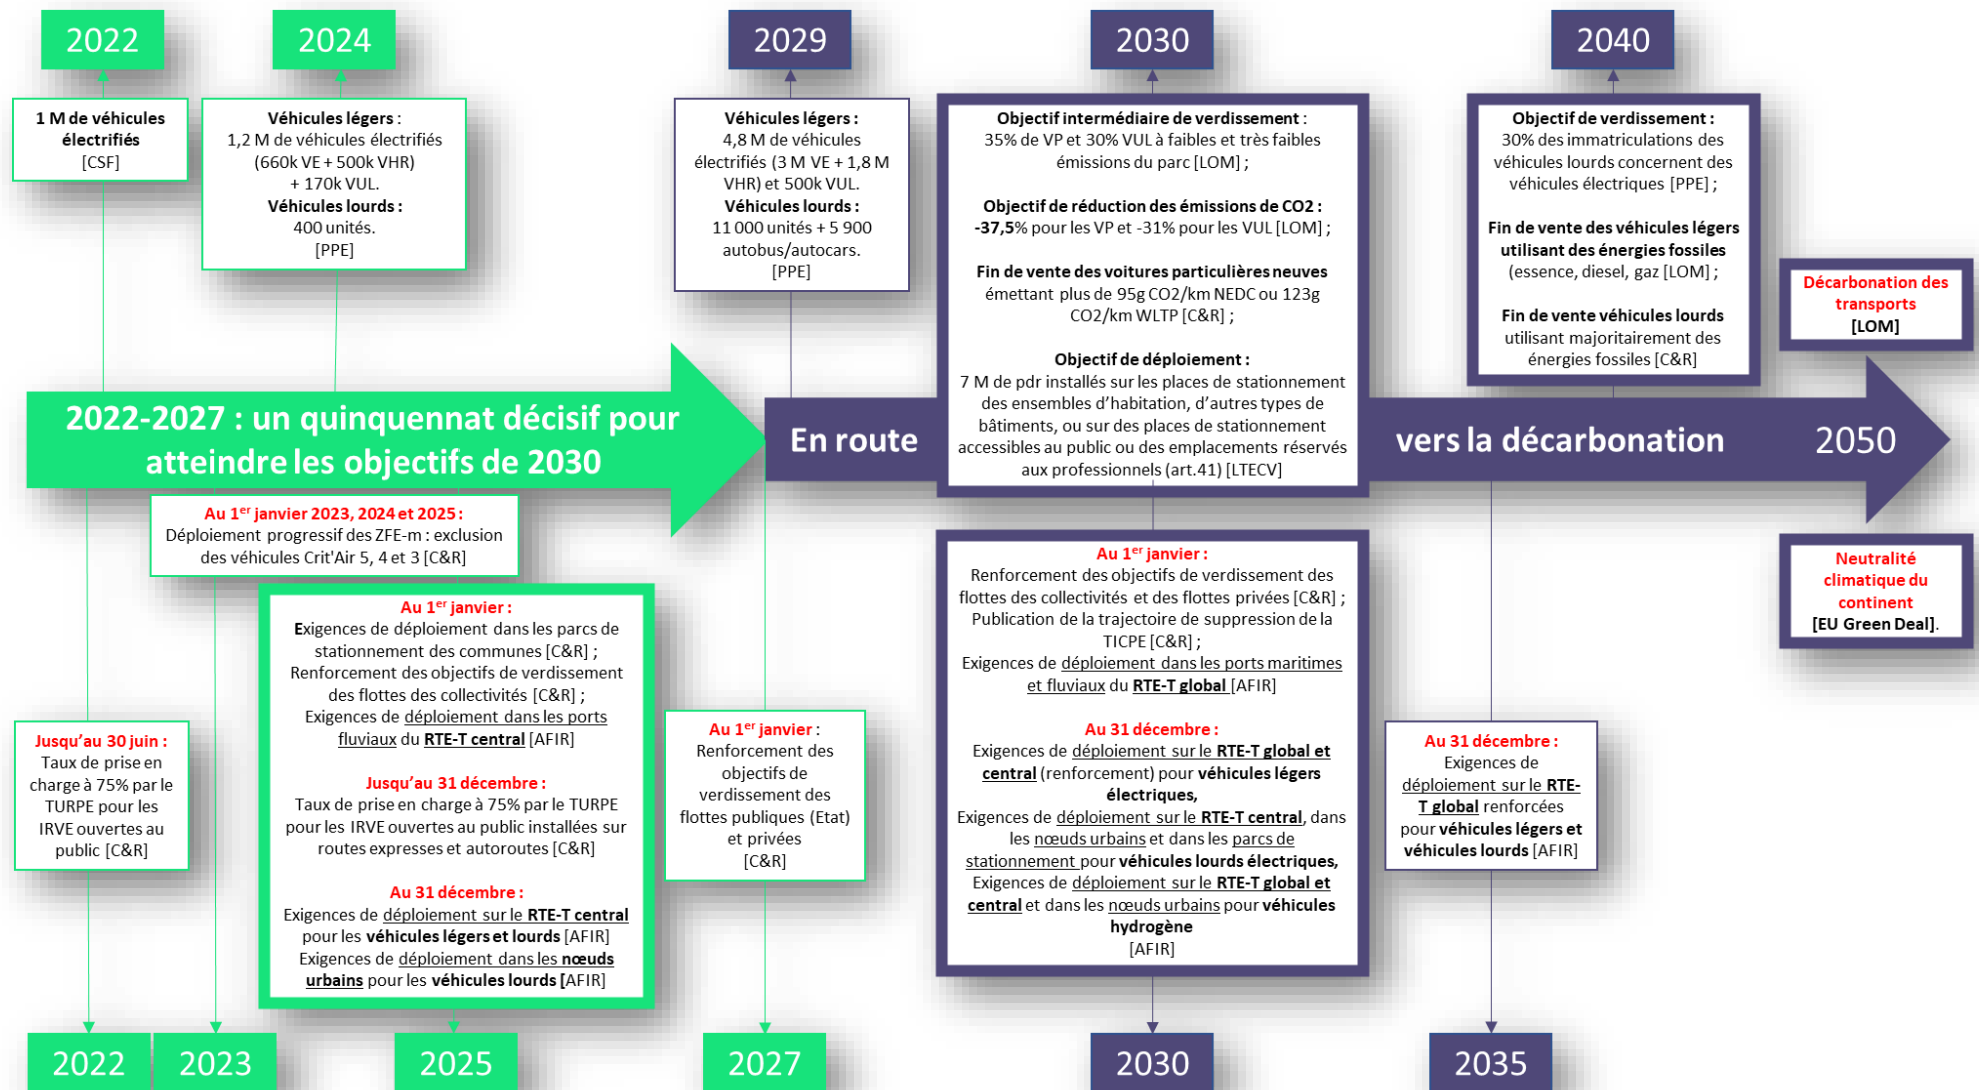 2022
2024
2029
2030
2040
1 M de véhicules
électrifiés
[CSF]
Véhicules légers :
1,2 M de véhicules électrifiés
(660k VE + 500k VHR)
+ 170k VUL.
Véhicules lourds :
400 unités.
[PPE]
Véhicules légers :
4,8 M de véhicules
électrifiés (3 M VE + 1,8 M
VHR) et 500k VUL.
Véhicules lourds :
11 000 unités + 5 900
autobus/autocars.
[PPE]
Objectif intermédiaire de verdissement :
35% de VP et 30% VUL à faibles et très faibles
émissions du parc [LOM] ;
Objectif de réduction des émissions de CO2 :
-37,5% pour les VP et -31% pour les VUL [LOM] ;
Fin de vente des voitures particulières neuves
émettant plus de 95g CO2/km NEDC ou 123g
CO2/km WLTP [C&R] ;
Objectif de déploiement :
7 M de pdr installés sur les places de stationnement
des ensembles d'habitation, d'autres types de
bâtiments, ou sur des places de stationnement
accessibles au public ou des emplacements réservés
aux professionnels (art.41) [LTECV]
Objectif de verdissement :
30% des immatriculations des
véhicules lourds concernent des
véhicules électriques [PPE] ;
Fin de vente des véhicules légers
utilisant des énergies fossiles
(essence, diesel, gaz [LOM] ;
Fin de vente véhicules lourds
utilisant majoritairement des
énergies fossiles [C&R]
Décarbonation des
transports
[LOM]
2022-2027 : un quinquennat décisif pour
atteindre les objectifs de 2030
En route
vers la décarbonation
2050
Au 1er janvier 2023, 2024 et 2025 :
Déploiement progressif des ZFE-m : exclusion
des véhicules Crit'Air 5, 4 et 3 [C&R]
Jusqu'au 30 juin :
Taux de prise en
charge à 75% par le
TURPE pour les
IRVE ouvertes au
public [C&R]
Au 1er janvier :
Exigences de déploiement dans les parcs de
stationnement des communes [C&R] ;
Renforcement des objectifs de verdissement
des flottes des collectivités [C&R] ;
Exigences de déploiement dans les ports
fluviaux du RTE-T central [AFIR]
Jusqu'au 31 décembre :
Taux de prise en charge à 75% par le TURPE
pour les IRVE ouvertes au public installées sur
routes expresses et autoroutes [C&R]
Au 31 décembre :
Exigences de déploiement sur le RTE-T central
pour les véhicules légers et lourds [AFIR]
Exigences de déploiement dans les nœuds
urbains pour les véhicules lourds [AFIR]
Au 1er janvier :
Renforcement des
objectifs de
verdissement des
flottes publiques (Etat)
et privées
[C&R]
Au 1er janvier :
Renforcement des objectifs de verdissement des
flottes des collectivités et des flottes privées [C&R] ;
Publication de la trajectoire de suppression de la
TICPE [C&R] ;
Exigences de déploiement dans les ports maritimes
et fluviaux du RTE-T global [AFIR]
Au 31 décembre :
Exigences de déploiement sur le RTE-T global et
central (renforcement) pour véhicules légers
électriques,
Exigences de déploiement sur le RTE-T central, dans
les nœuds urbains et dans les parcs de
stationnement pour véhicules lourds électriques,
Exigences de déploiement sur le RTE-T global et
central et dans les nœuds urbains pour véhicules
hydrogène
[AFIR]
Au 31 décembre :
Exigences de
déploiement sur le RTE-
T global renforcées
pour véhicules légers et
véhicules lourds [AFIR]
Neutralité
climatique du
continent
[EU Green Deal].
2022
2023
2025
2027
2030
2035